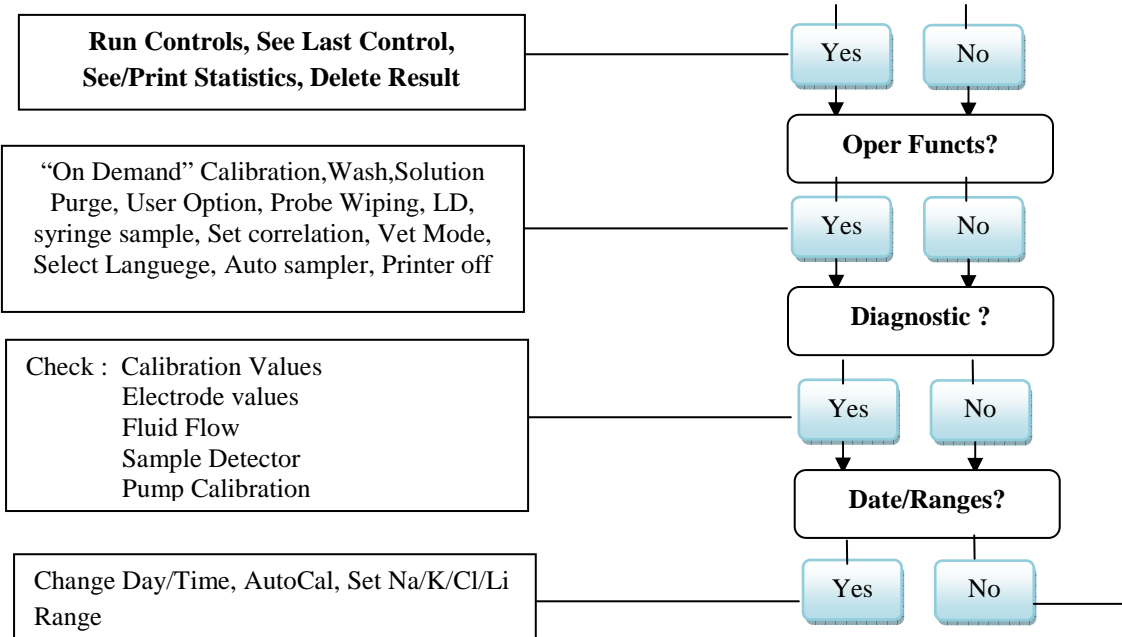 Run Controls, See Last Control,
See/Print Statistics, Delete Result
Yes
No
Oper Functs?
“On Demand” Calibration,Wash,Solution
Purge, User Option, Probe Wiping, LD,
syringe sample, Set correlation, Vet Mode,
Select Languege, Auto sampler, Printer off
Yes
No
Diagnostic ?
Check : Calibration Values
Electrode values
Fluid Flow
Sample Detector
Pump Calibration
Yes
No
Date/Ranges?
Change Day/Time, AutoCal, Set Na/K/Cl/Li
Range
Yes
No